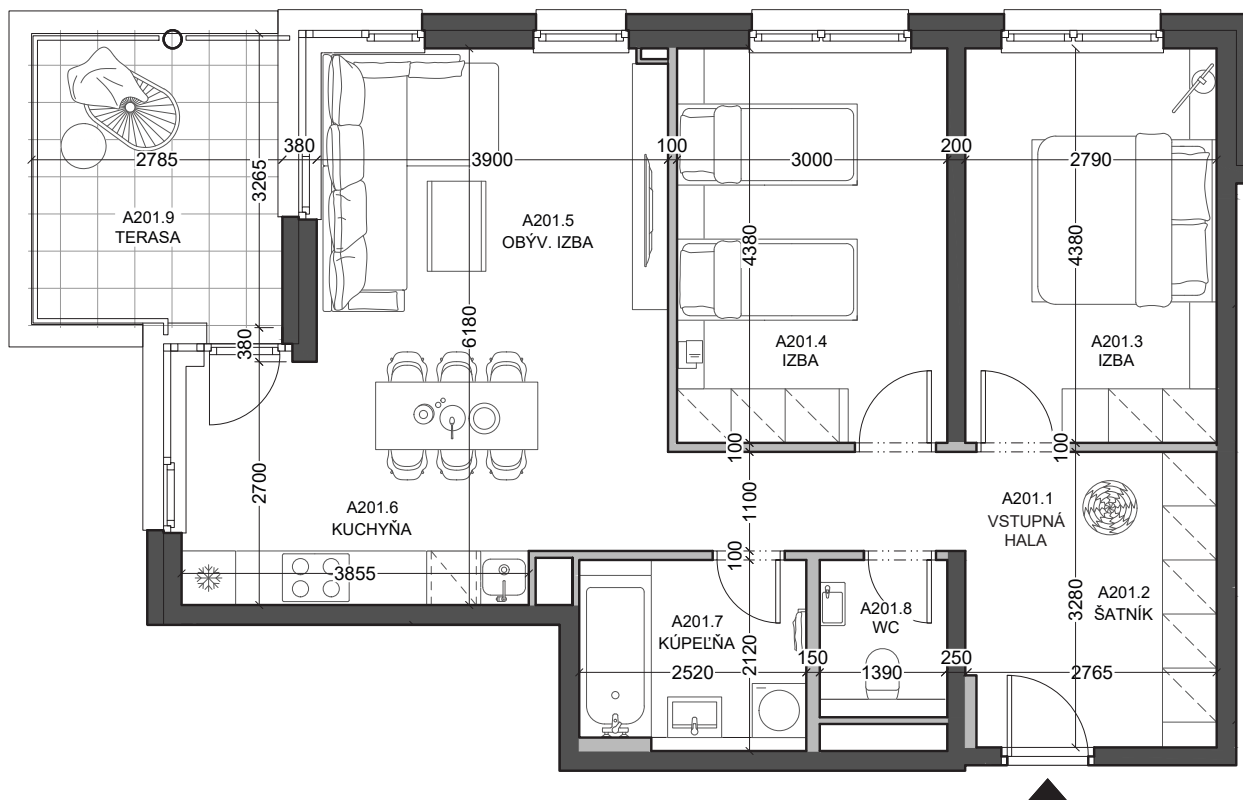 2785
380
3900
100
3000
200
2790
3265
A201.9
TERASA
A201.5
OBÝV. IZBA
4380
4380
380
6180
A201.4
IZBA
A201.3
IZBA
100
100
2700
A201.6
KUCHYŇA
1100
A201.1
VSTUPNÁ
HALA
100
3855
A201.7
KÚPEĽŇA
A201.8
WC
A201.2
ŠATNÍK
3280
2120
2520
150
1390
250
2765